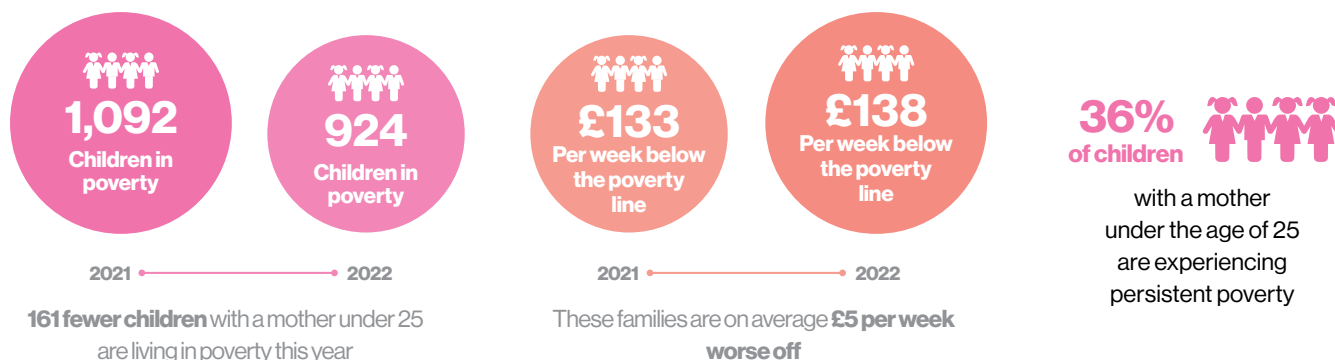 1,092
Children in
poverty
924
Children in
poverty
2021
2022
161 fewer children with a mother under 25
are living in poverty this year
£133
Per week below
the poverty
line
£138
Per week below
the poverty
line
2021
2022
These families are on average £5 per week
worse off
36%
of children
with a mother
under the age of 25
are experiencing
persistent poverty